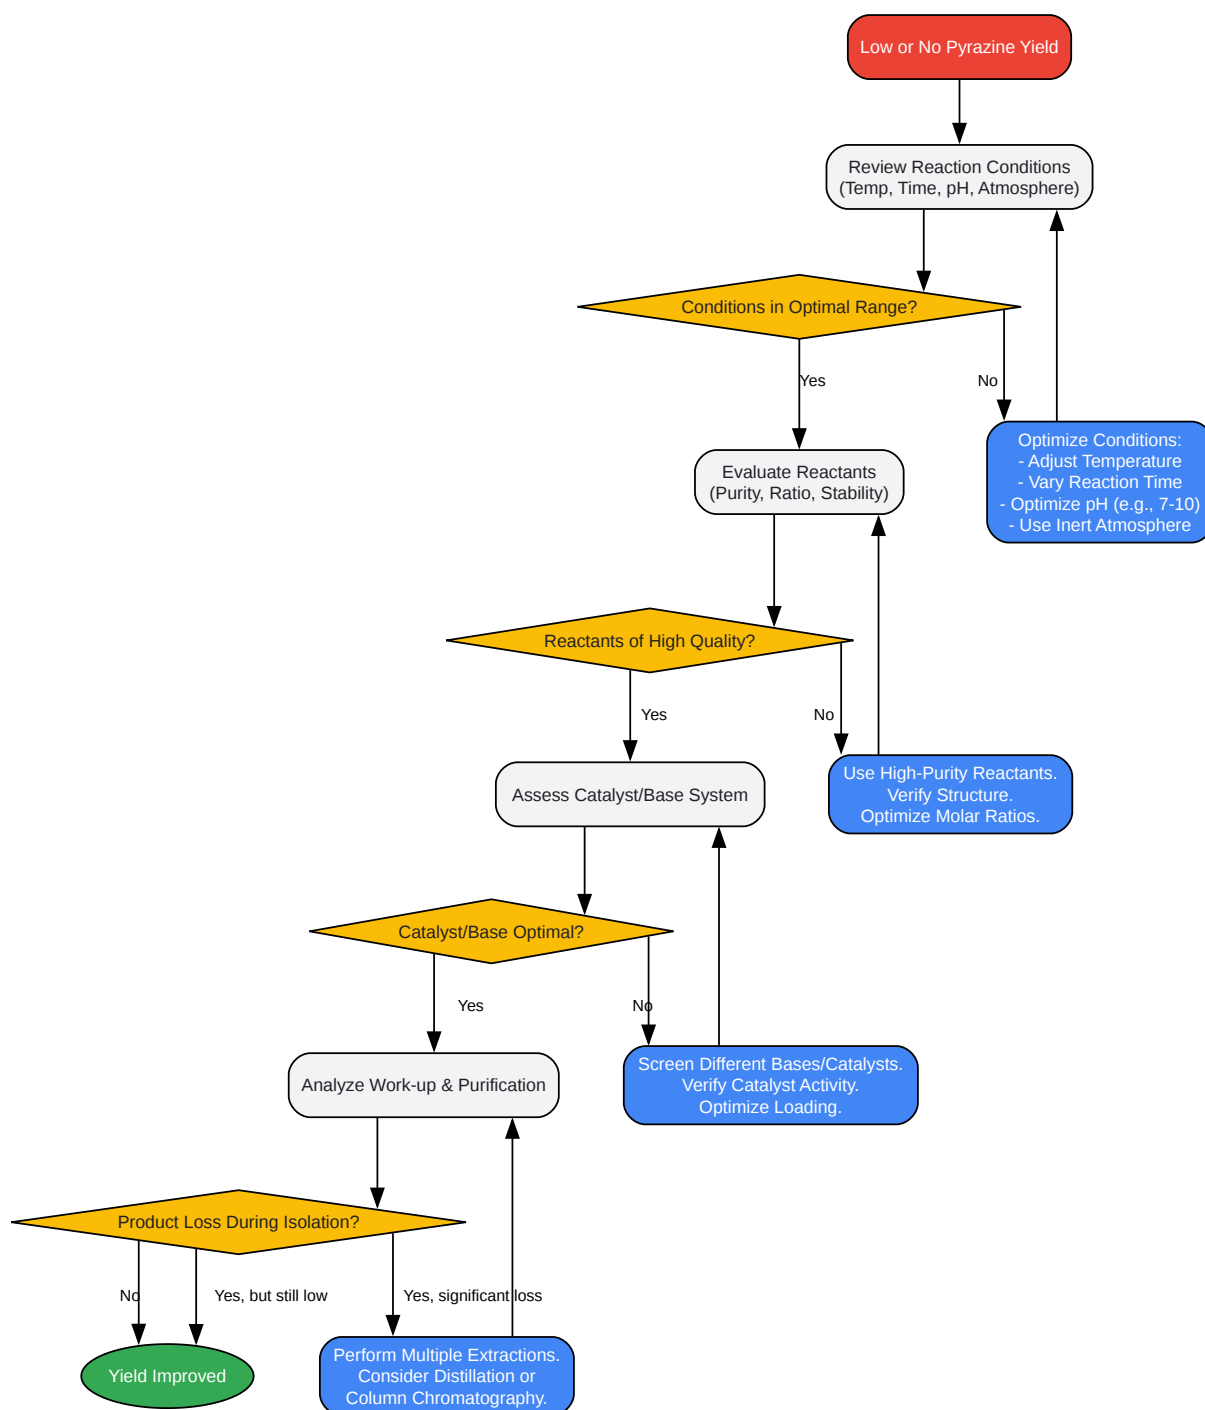 Low or No Pyrazine Yield
Review Reaction Conditions
(Temp, Time, pH, Atmosphere)
Conditions in Optimal Range?
Yes
No
Optimize Conditions:
- Adjust Temperature
- Vary Reaction Time
- Optimize pH (e.g., 7-10)
- Use Inert Atmosphere
Evaluate Reactants
(Purity, Ratio, Stability)
Reactants of High Quality?
Yes
No
Use High-Purity Reactants.
Verify Structure.
Optimize Molar Ratios.
Assess Catalyst/Base System
Catalyst/Base Optimal?
Yes
No
Screen Different Bases/Catalysts.
Verify Catalyst Activity.
Optimize Loading.
Analyze Work-up & Purification
Product Loss During Isolation?
No
Yes, but still low
Yes, significant loss
Yield Improved
Perform Multiple Extractions.
Consider Distillation or
Column Chromatography.